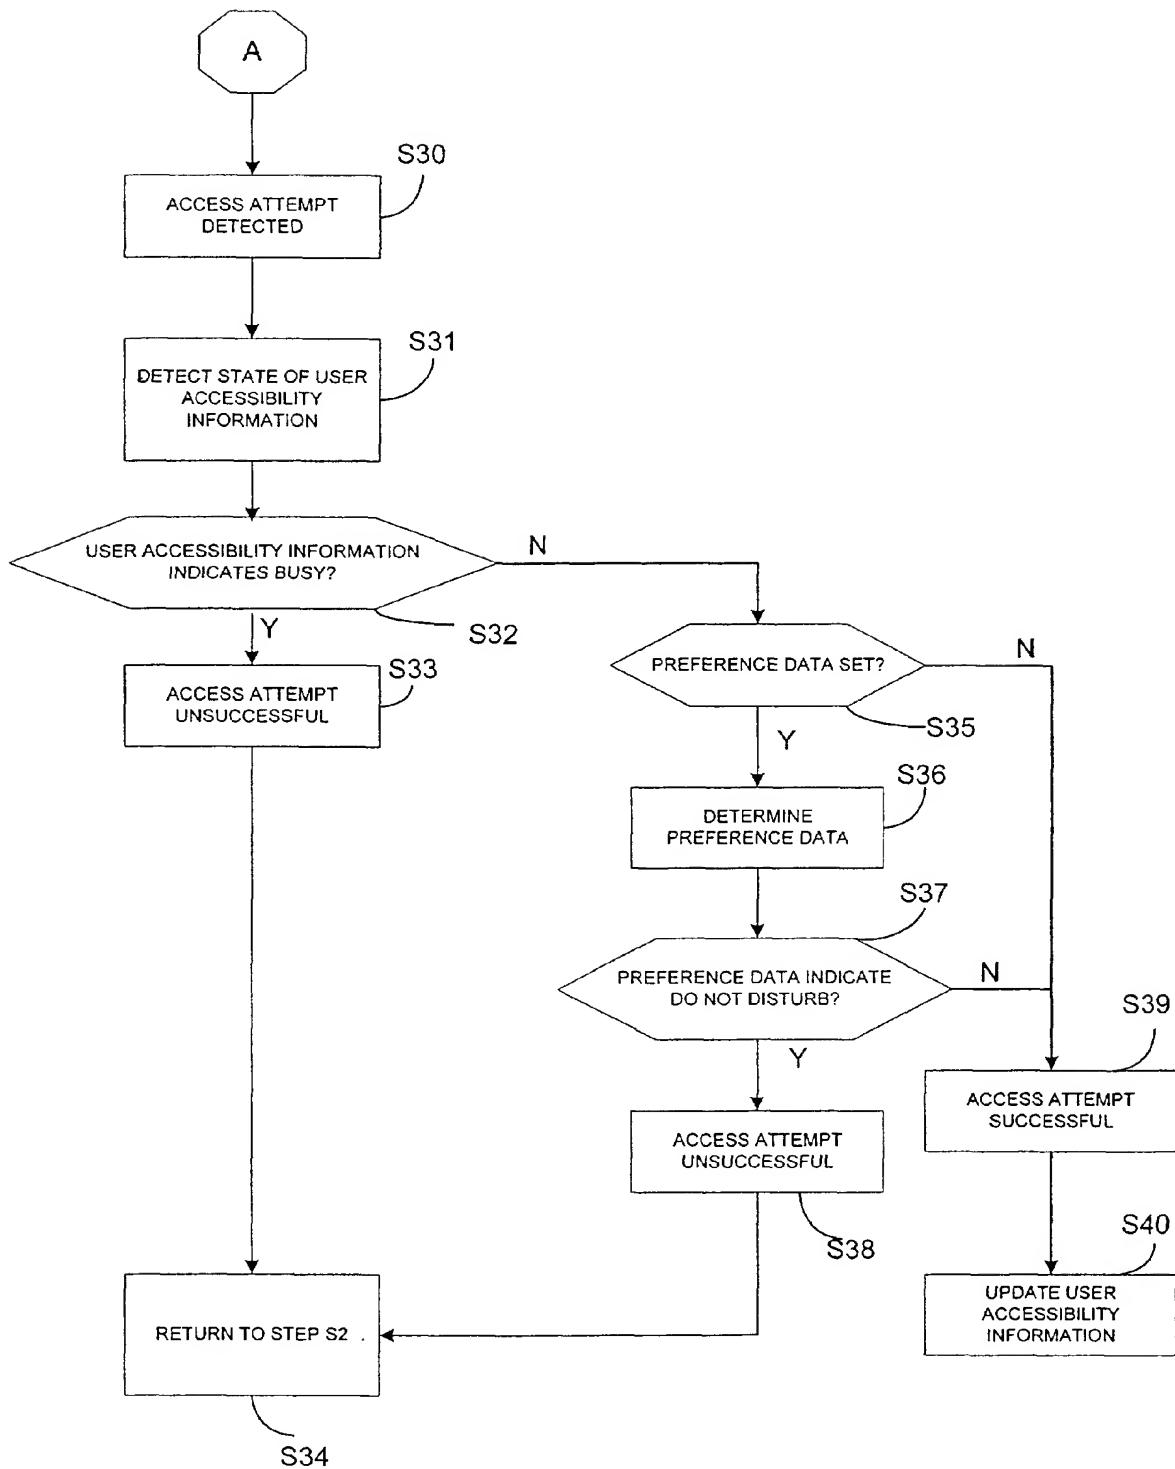 A
S30
ACCESS ATTEMPT
DETECTED
S31
DETECT STATE OF USER
ACCESSIBILITY
INFORMATION
USER ACCESSIBILITY INFORMATION
INDICATES BUSY?
N
Y
S32
S33
ACCESS ATTEMPT
UNSUCCESSFUL
PREFERENCE DATA SET?
N
S35
Y
S36
DETERMINE
PREFERENCE DATA
S37
PREFERENCE DATA INDICATE
DO NOT DISTURB?
N
Y
S39
ACCESS ATTEMPT
SUCCESSFUL
ACCESS ATTEMPT
UNSUCCESSFUL
S38
S40
UPDATE USER
ACCESSIBILITY
INFORMATION
RETURN TO STEP S2
S34